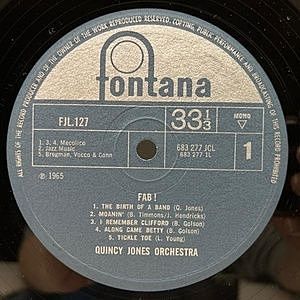 ALL RIGHTS OF THE RECORD PRODUCER AND OF THE OWNER OF THE WORK REPRODUCED RESERVED. COPYING, PUBLIC PERFORMANCE AND BROADCASTING OF THIS RECORD PROHIBITED
fontana
FJL.127
33⅓
MONO
1. 3. 4. Mecolico
2. Jazz Music
5. Bregman, Vocco & Conn
683 277 JCL
683 277 1L
1
℗ 1965
FAB!
1. THE BIRTH OF A BAND (Q. Jones)
2. MOANIN' (B. Timmons/J. Hendricks)
3. I REMEMBER CLIFFORD (B. Golson)
4. ALONG CAME BETTY (B. Golson)
5. TICKLE TOE (L. Young)
QUINCY JONES ORCHESTRA